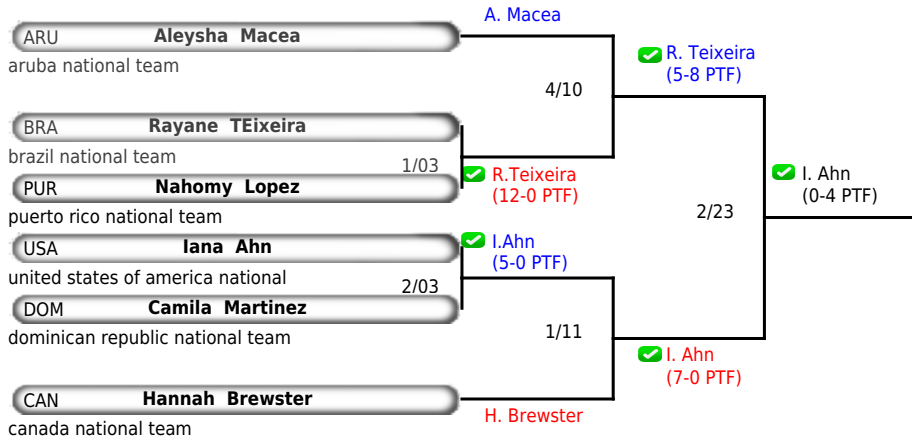 A. Macea
ARU Aleysha Macea
aruba national team
R. Teixeira
(5-8 PTF)
4/10
BRA Rayane TEixeira
brazil national team
1/03
R.Teixeira
(12-0 PTF)
PUR Nahomy Lopez
puerto rico national team
I. Ahn
(0-4 PTF)
2/23
USA Iana Ahn
united states of america national
I.Ahn
(5-0 PTF)
2/03
DOM Camila Martinez
dominican republic national team
1/11
I. Ahn
(7-0 PTF)
CAN Hannah Brewster
canada national team
H. Brewster